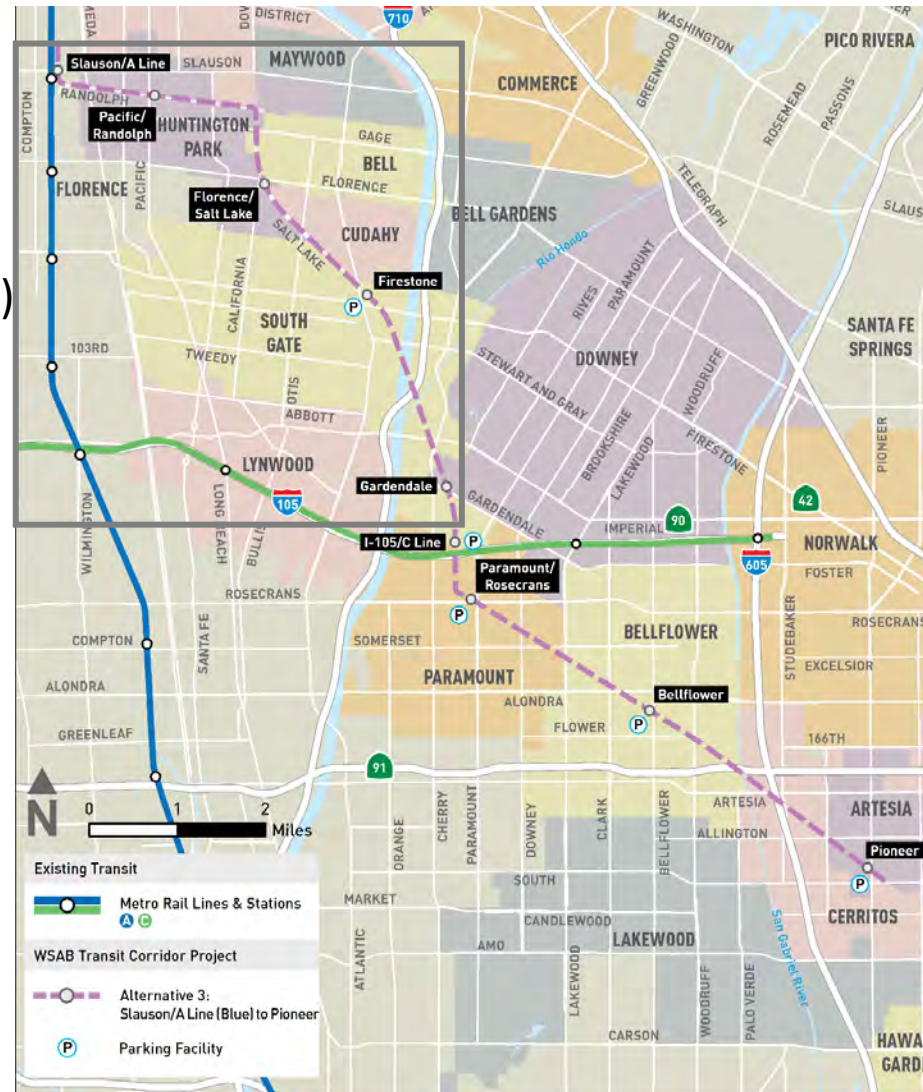 DISTRICT
710
WASHINGTON
PICO RIVERA
Slauson/A Line
SLAUSON
MAYWOOD
COMMERCE
GREENWOOD
ROSEMEAD
PASSONS
COMPTON
RANDOLPH
Pacific/
Randolph
HUNTINGTON
PARK
GAGE
BELL
TELEGRAPH
FLORENCE
PACIFIC
Florence/
Salt Lake
FLORENCE
BELL GARDENS
SALT LAKE
CUDAHY
Rio Hondo
PARAMOUNT
RIVES
)
CALIFORNIA
Firestone
P
SOUTH
GATE
SANTA FE
SPRINGS
103RD
TWEEDY
OTIS
ABBOTT
STEWART AND GRAY
DOWNEY
WOODRUFF
BROOKSHIRE
LAKEWOOD
FIRESTONE
PIONEER
LYNWOOD
105
Gardendale
GARDENDALE
90
42
IMPERIAL
WILMINGTON
LONG BEACH
BULLIS
I-105/C Line
P
605
NORWALK
FOSTER
Paramount/
Rosecrans
P
ROSECRANS
ROSECRANS
COMPTON
SANTA FE
SOMERSET
BELLFLOWER
STUDEBAKER
EXCELSIOR
ALONDRA
PARAMOUNT
ALONDRA
Bellflower
P
GREENLEAF
FLOWER
166TH
91
N
0 1 2
Miles
ORANGE
CHERRY
PARAMOUNT
DOWNEY
CLARK
BELLFLOWER
ARTESIA
ALLINGTON
ARTESIA
Pioneer
P
SOUTH
CERRITOS
MARKET
CANDLEWOOD
LAKEWOOD
AMO
ATLANTIC
LAKEWOOD
WOODRUFF
PALO VERDE
San Gabriel River
CARSON
Existing Transit
Metro Rail Lines & Stations
A C
WSAB Transit Corridor Project
Alternative 3:
Slauson/A Line (Blue) to Pioneer
P Parking Facility